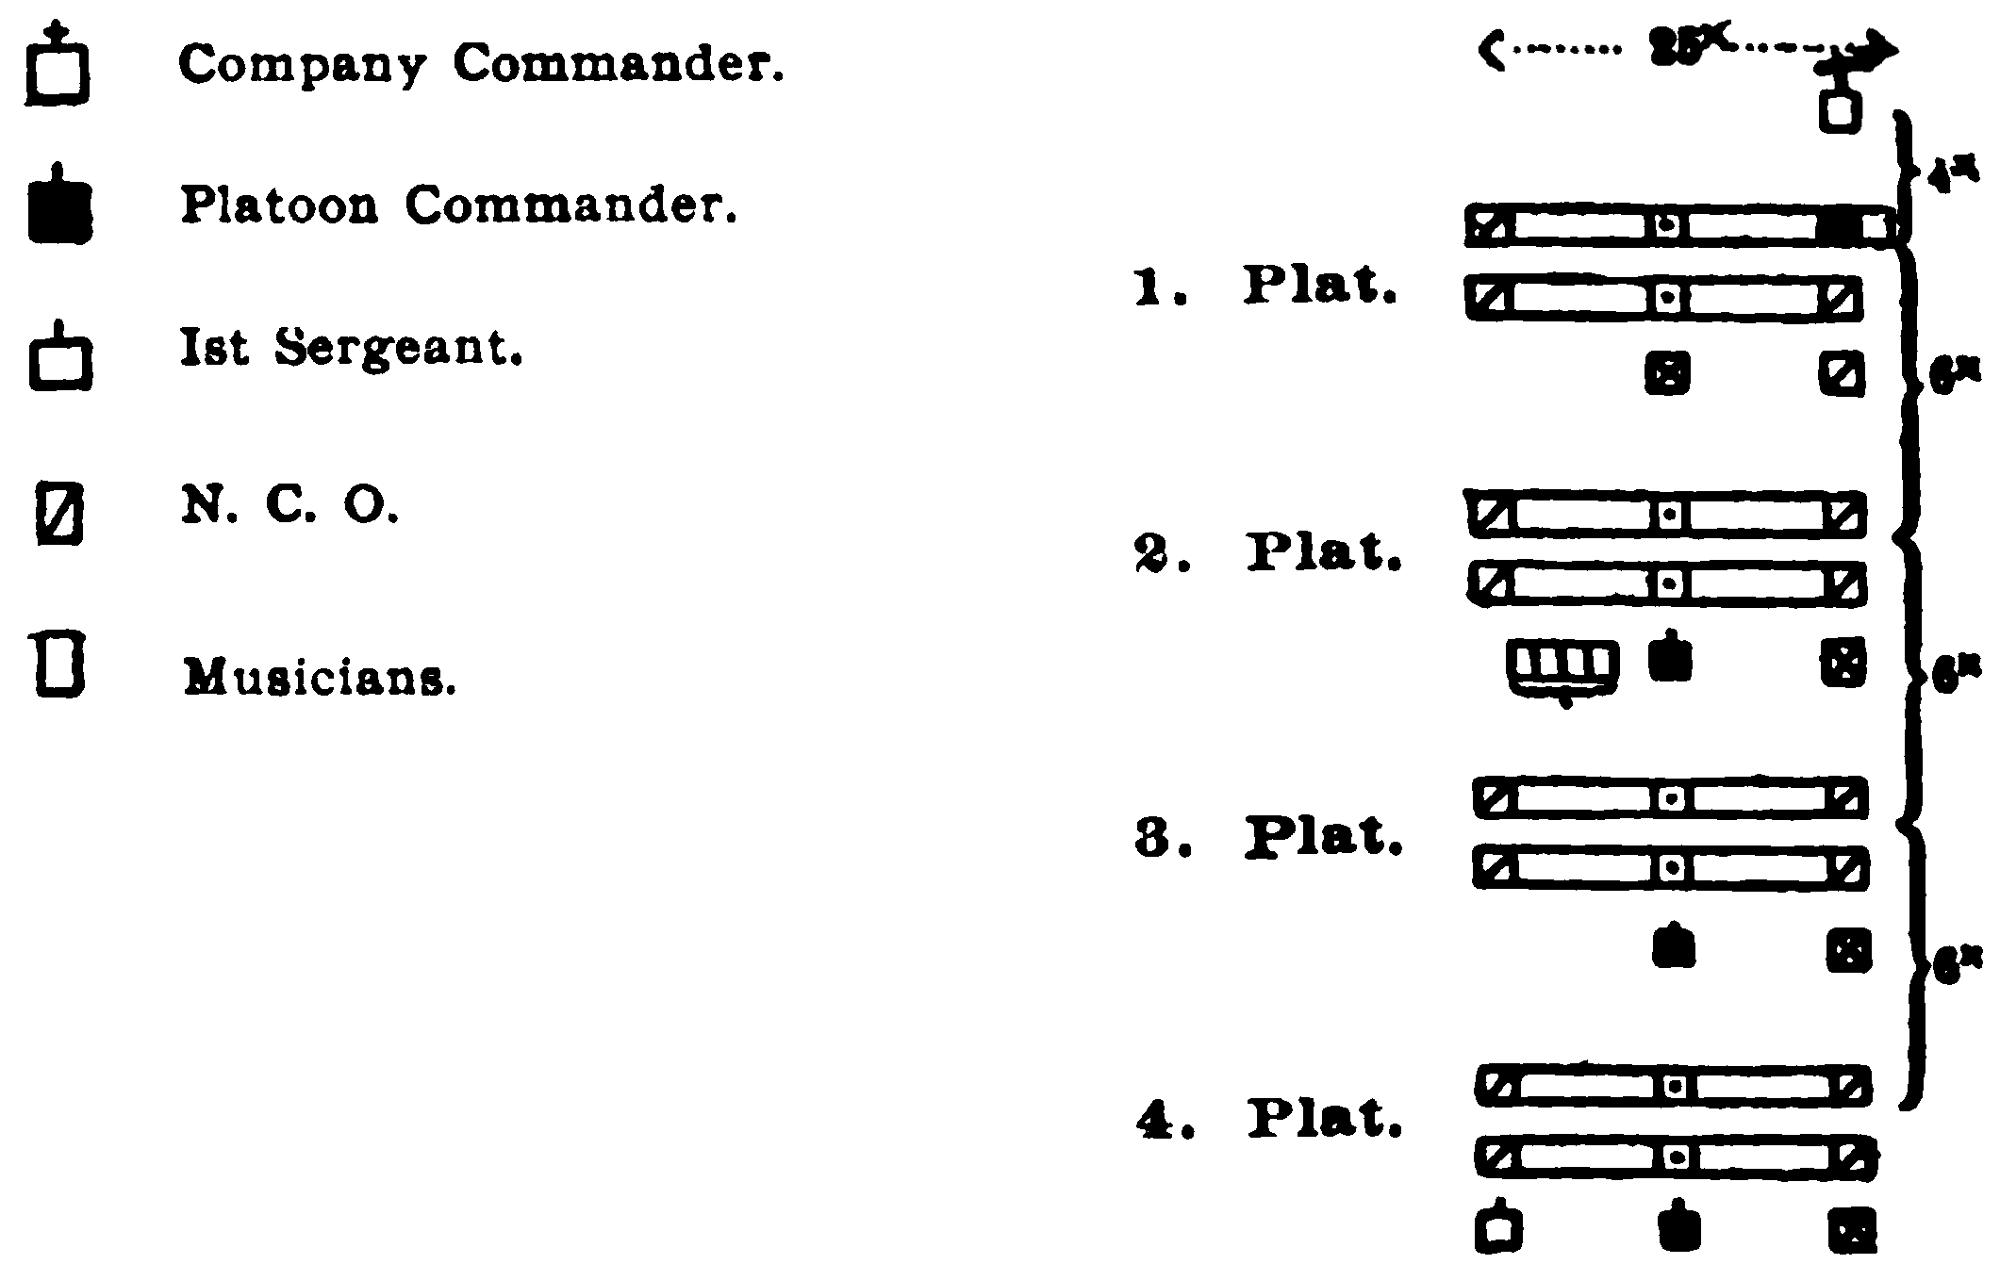 Company Commander.
Platoon Commander.
Ist Sergeant.
N. C. O.
Musicians.
25x
4x
1. Plat.
6x
2. Plat.
6x
3. Plat.
6x
4. Plat.